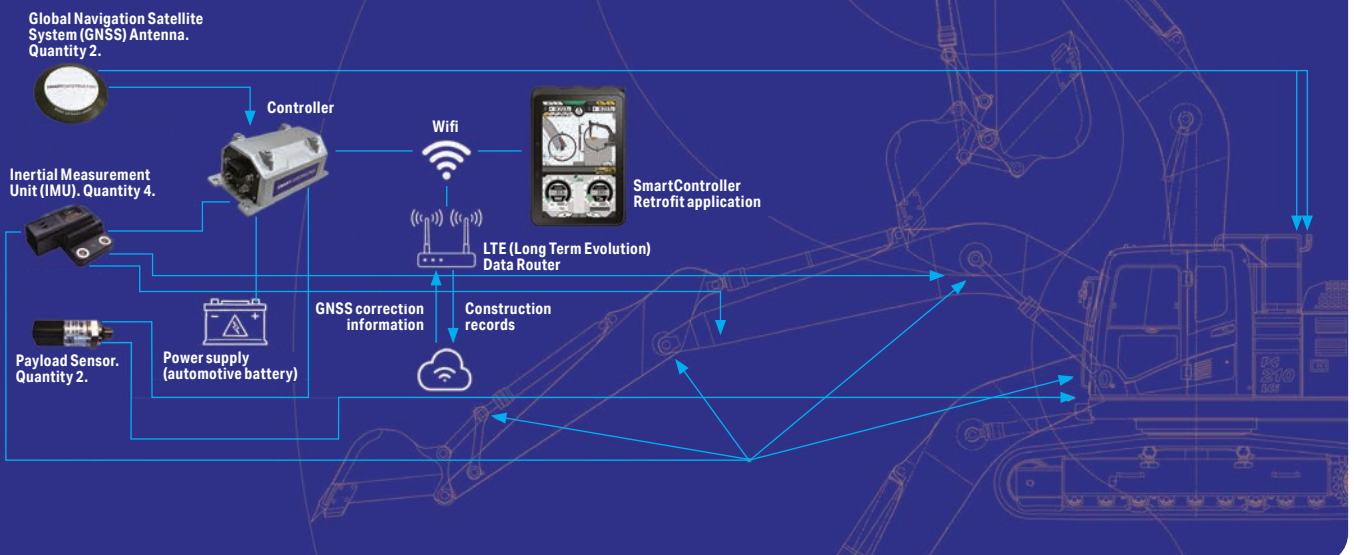 Global Navigation Satellite
System (GNSS) Antenna.
Quantity 2.
Controller
Wifi
Inertial Measurement
Unit (IMU). Quantity 4.
SmartController
Retrofit application
LTE (Long Term Evolution)
Data Router
GNSS correction
information
Construction
records
Payload Sensor.
Quantity 2.
Power supply
(automotive battery)
210